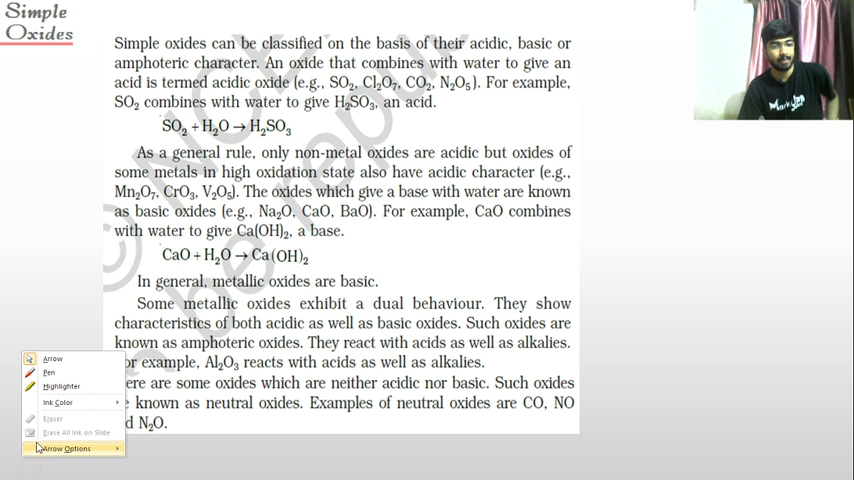 Simple
Oxides
Simple oxides can be classified on the basis of their acidic, basic or
amphoteric character. An oxide that combines with water to give an
acid is termed acidic oxide (e.g., SO₂, Cl₂O₇, CO₂, N₂O₅). For example,
SO₂ combines with water to give H₂SO₃, an acid.
SO₂ + H₂O → H₂SO₃
As a general rule, only non-metal oxides are acidic but oxides of
some metals in high oxidation state also have acidic character (e.g.,
Mn₂O₇, CrO₃, V₂O₅). The oxides which give a base with water are known
as basic oxides (e.g., Na₂O, CaO, BaO). For example, CaO combines
with water to give Ca(OH)₂, a base.
CaO + H₂O → Ca(OH)₂
In general, metallic oxides are basic.
Some metallic oxides exhibit a dual behaviour. They show
characteristics of both acidic as well as basic oxides. Such oxides are
known as amphoteric oxides. They react with acids as well as alkalies.
or example, Al₂O₃ reacts with acids as well as alkalies.
ere are some oxides which are neither acidic nor basic. Such oxides
e known as neutral oxides. Examples of neutral oxides are CO, NO
d N₂O.
Arrow
Pen
Highlighter
Ink Color
Eraser
Erase All Ink on Slide
Arrow Options